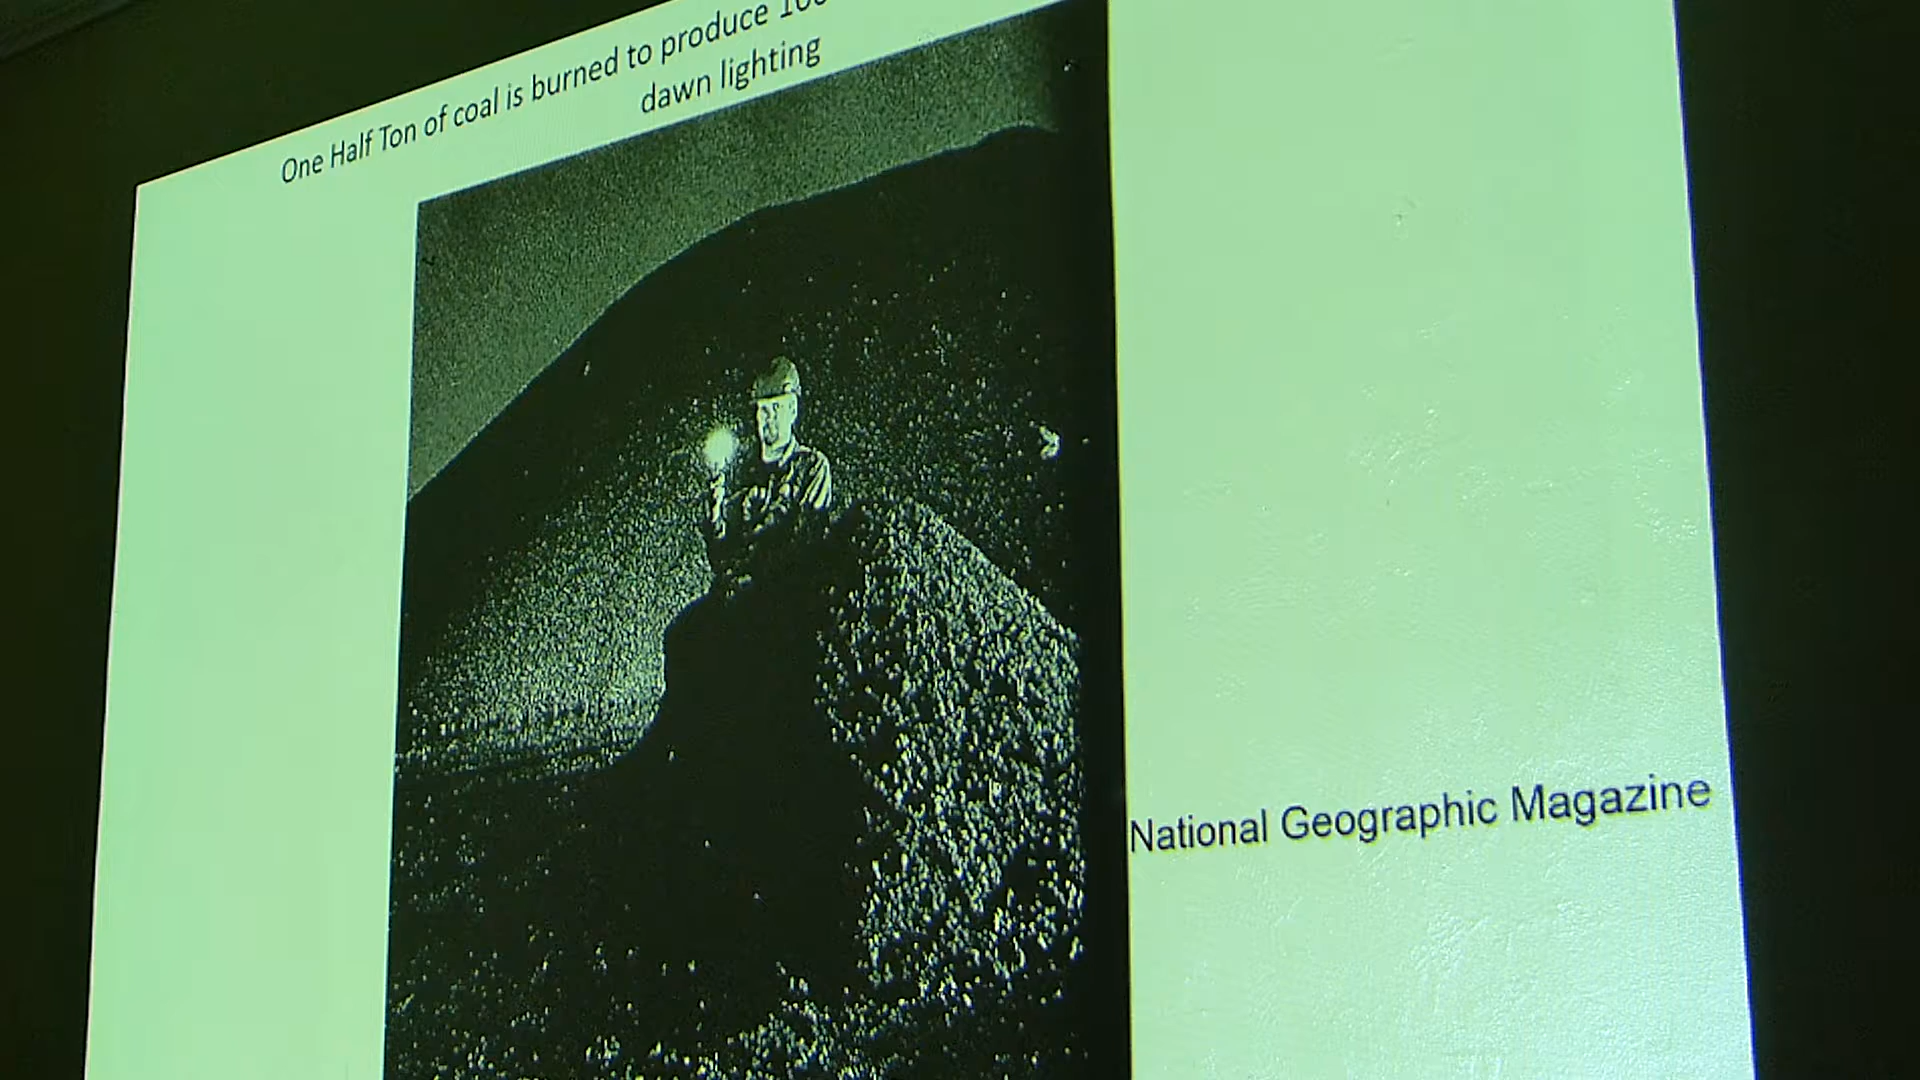 One Half Ton of coal is burned to produce
dawn lighting
National Geographic Magazine